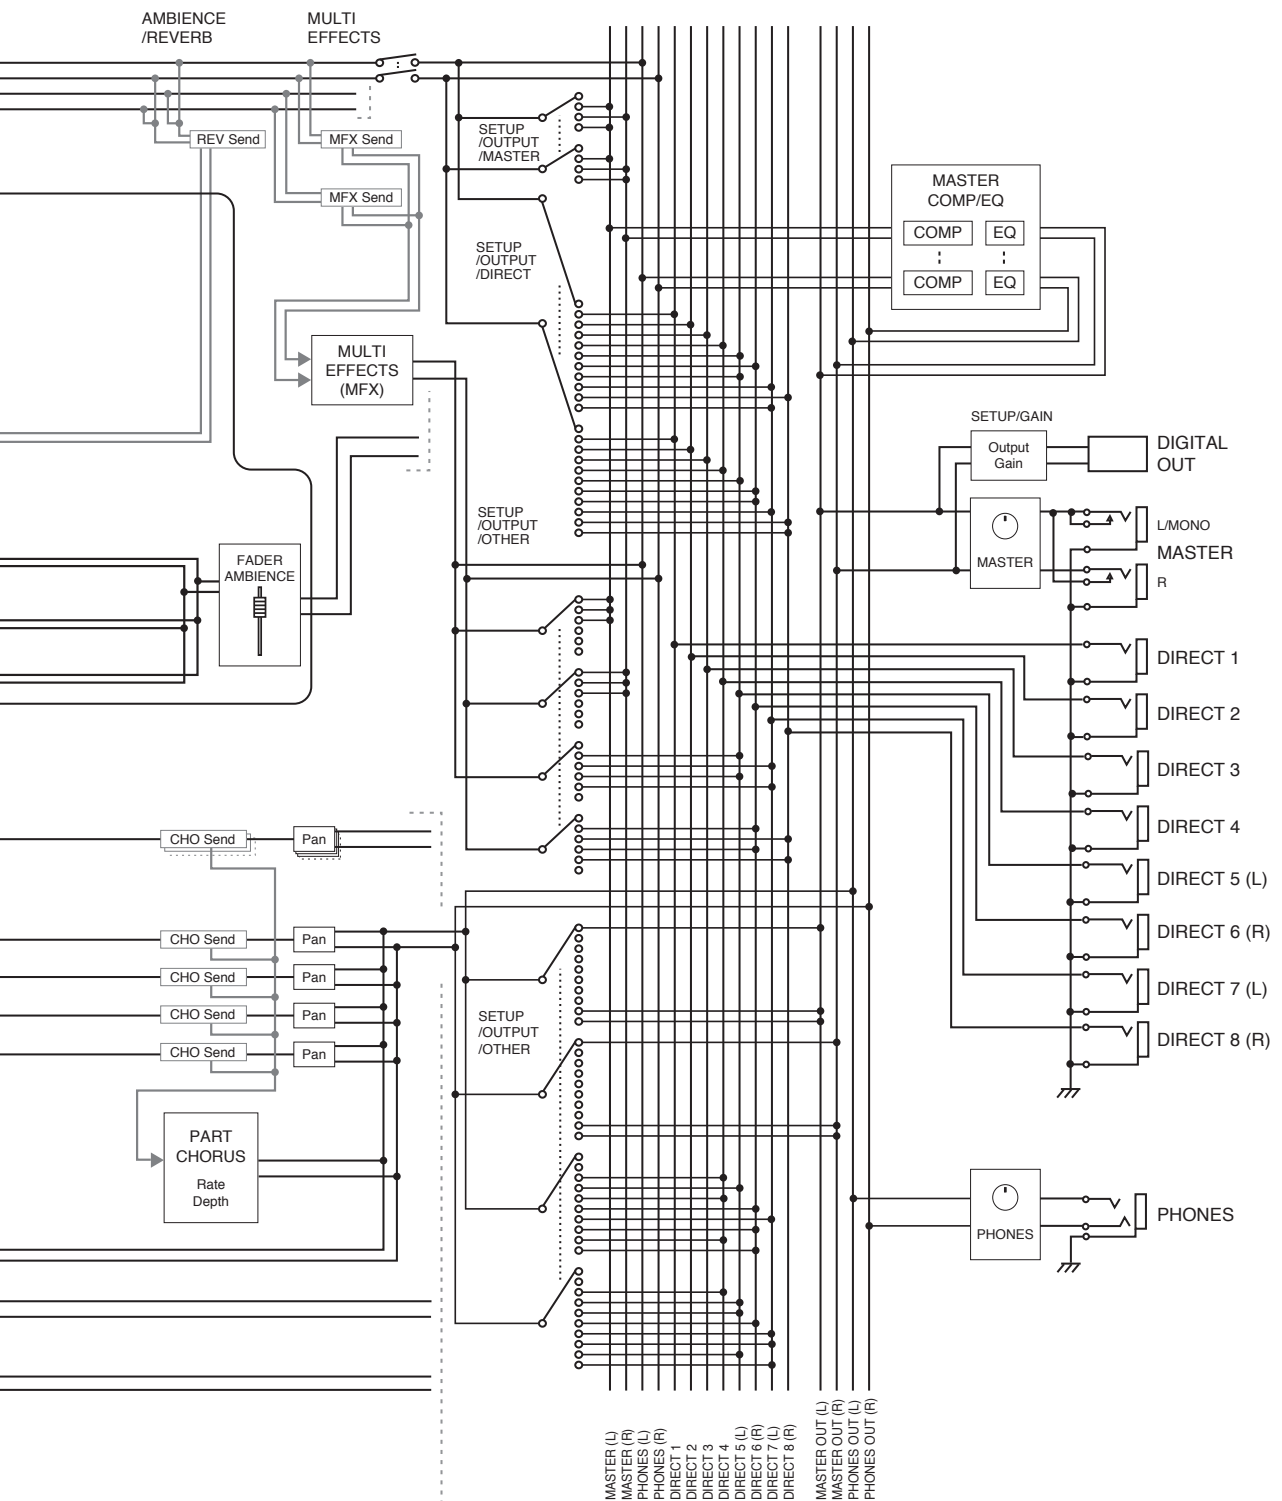 AMBIENCE
/REVERB
MULTI
EFFECTS
REV Send
MFX Send
MFX Send
SETUP
/OUTPUT
/MASTER
SETUP
/OUTPUT
/DIRECT
MASTER
COMP/EQ
COMP
EQ
COMP
EQ
MULTI
EFFECTS
(MFX)
SETUP/GAIN
Output
Gain
DIGITAL
OUT
MASTER
L/MONO
MASTER
R
SETUP
/OUTPUT
/OTHER
FADER
AMBIENCE
DIRECT 1
DIRECT 2
DIRECT 3
DIRECT 4
DIRECT 5 (L)
DIRECT 6 (R)
DIRECT 7 (L)
DIRECT 8 (R)
CHO Send
Pan
CHO Send
Pan
CHO Send
Pan
CHO Send
Pan
CHO Send
Pan
SETUP
/OUTPUT
/OTHER
PART
CHORUS
Rate
Depth
PHONES
PHONES
MASTER (L)
MASTER (R)
PHONES (L)
PHONES (R)
DIRECT 1
DIRECT 2
DIRECT 3
DIRECT 4
DIRECT 5 (L)
DIRECT 6 (R)
DIRECT 7 (L)
DIRECT 8 (R)
MASTER OUT (L)
MASTER OUT (R)
PHONES OUT (L)
PHONES OUT (R)